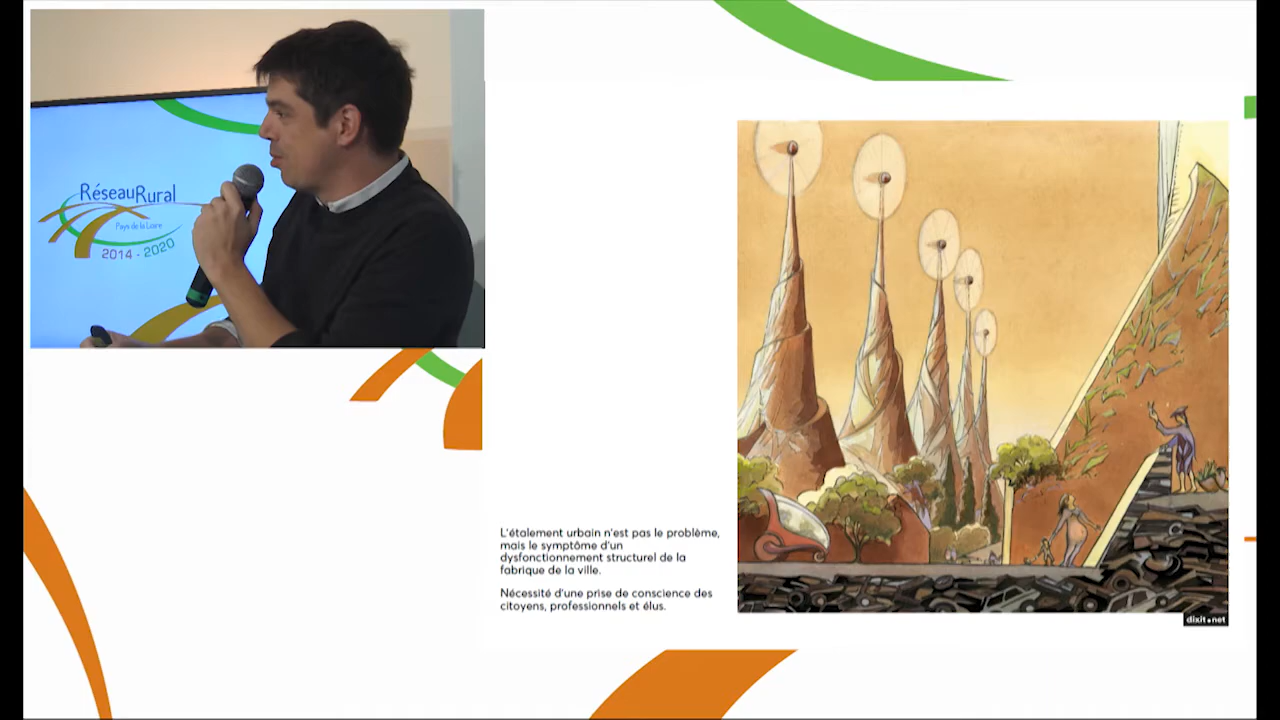 RéseauRural
Pays de la Loire
2014 - 2020
L'étalement urbain n'est pas le problème,
mais le symptôme d'un
dysfonctionnement structurel de la
fabrique de la ville.
Nécessité d'une prise de conscience des
citoyens, professionnels et élus.
dixit.net